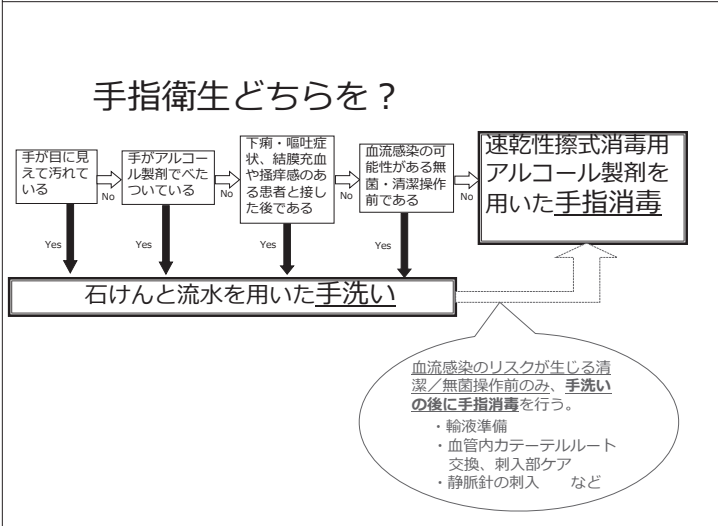 手指衛生どちらを？
手が目に見
えて汚れて
いる
No
手がアルコー
ル製剤でべた
ついている
No
下痢・嘔吐症
状、結膜充血
や掻痒感のあ
る患者と接し
た後である
No
血流感染の可
能性がある無
菌・清潔操作
前である
No
速乾性擦式消毒用
アルコール製剤を
用いた手指消毒
Yes
Yes
Yes
Yes
石けんと流水を用いた手洗い
血流感染のリスクが生じる清
潔／無菌操作前のみ、手洗い
の後に手指消毒を行う。
・輸液準備
・血管内カテーテルルート
交換、刺入部ケア
・静脈針の刺入　　など